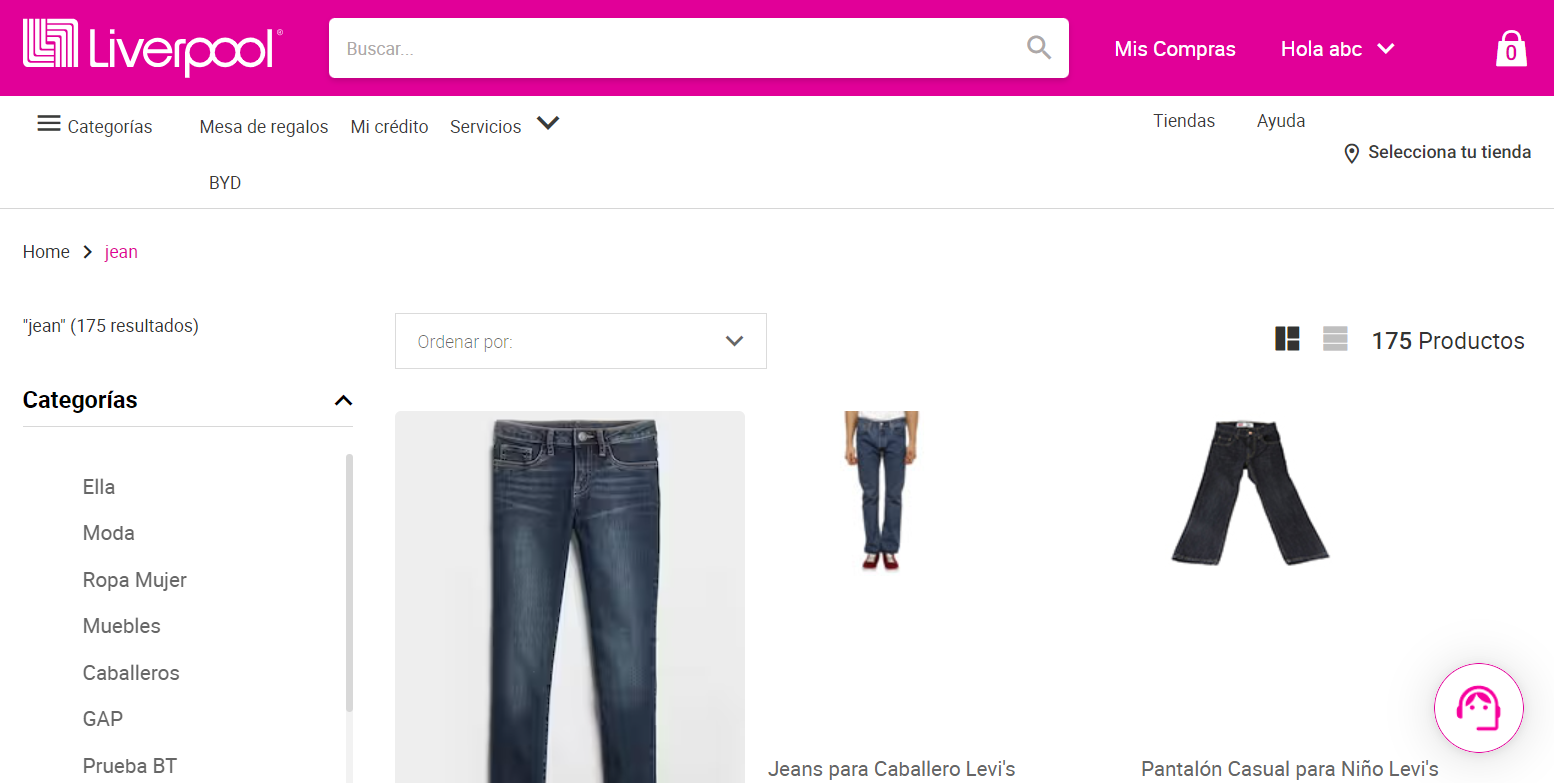 Liverpool®
Buscar...
Mis Compras
Hola abc
0
Categorías
Mesa de regalos
Mi crédito
Servicios
Tiendas
Ayuda
Selecciona tu tienda
BYD
Home
jean
"jean" (175 resultados)
Ordenar por:
175 Productos
Categorías
Ella
Moda
Ropa Mujer
Muebles
Caballeros
GAP
Prueba BT
Jeans para Caballero Levi's
Pantalón Casual para Niño Levi's